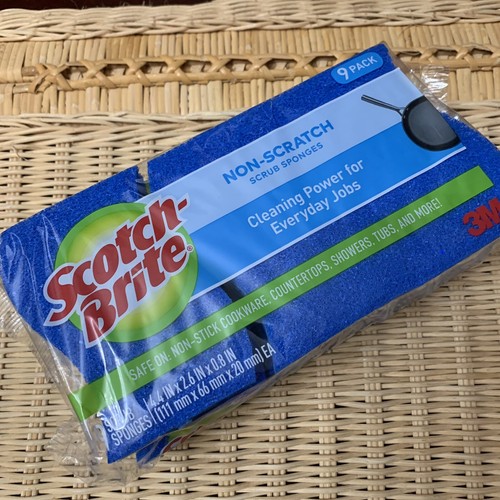 9 PACK
NON-SCRATCH
SCRUB SPONGES
Cleaning Power for
Everyday Jobs
Scotch-
Brite®
3M
SAFE ON: NON-STICK COOKWARE, COUNTERTOPS, SHOWERS, TUBS, AND MORE!
4.4 IN x 2.6 IN x 0.8 IN
SPONGES (111 mm x 66 mm x 20 mm) EA